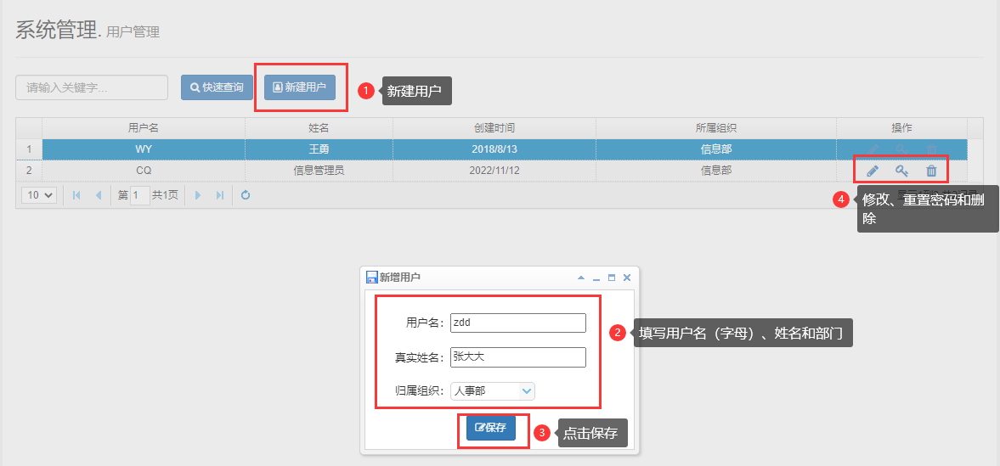 系统管理. 用户管理
请输入关键字... 快速查询 新建用户 1 新建用户
用户名 姓名 创建时间 所属组织 操作
1 WY 王勇 2018/8/13 信息部
2 CQ 信息管理员 2022/11/12 信息部
10 第 1 共1页
4 修改、重置密码和删
除
新增用户
用户名: zdd
2 填写用户名（字母）、姓名和部门
真实姓名: 张大大
归属组织: 人事部
保存 3 点击保存